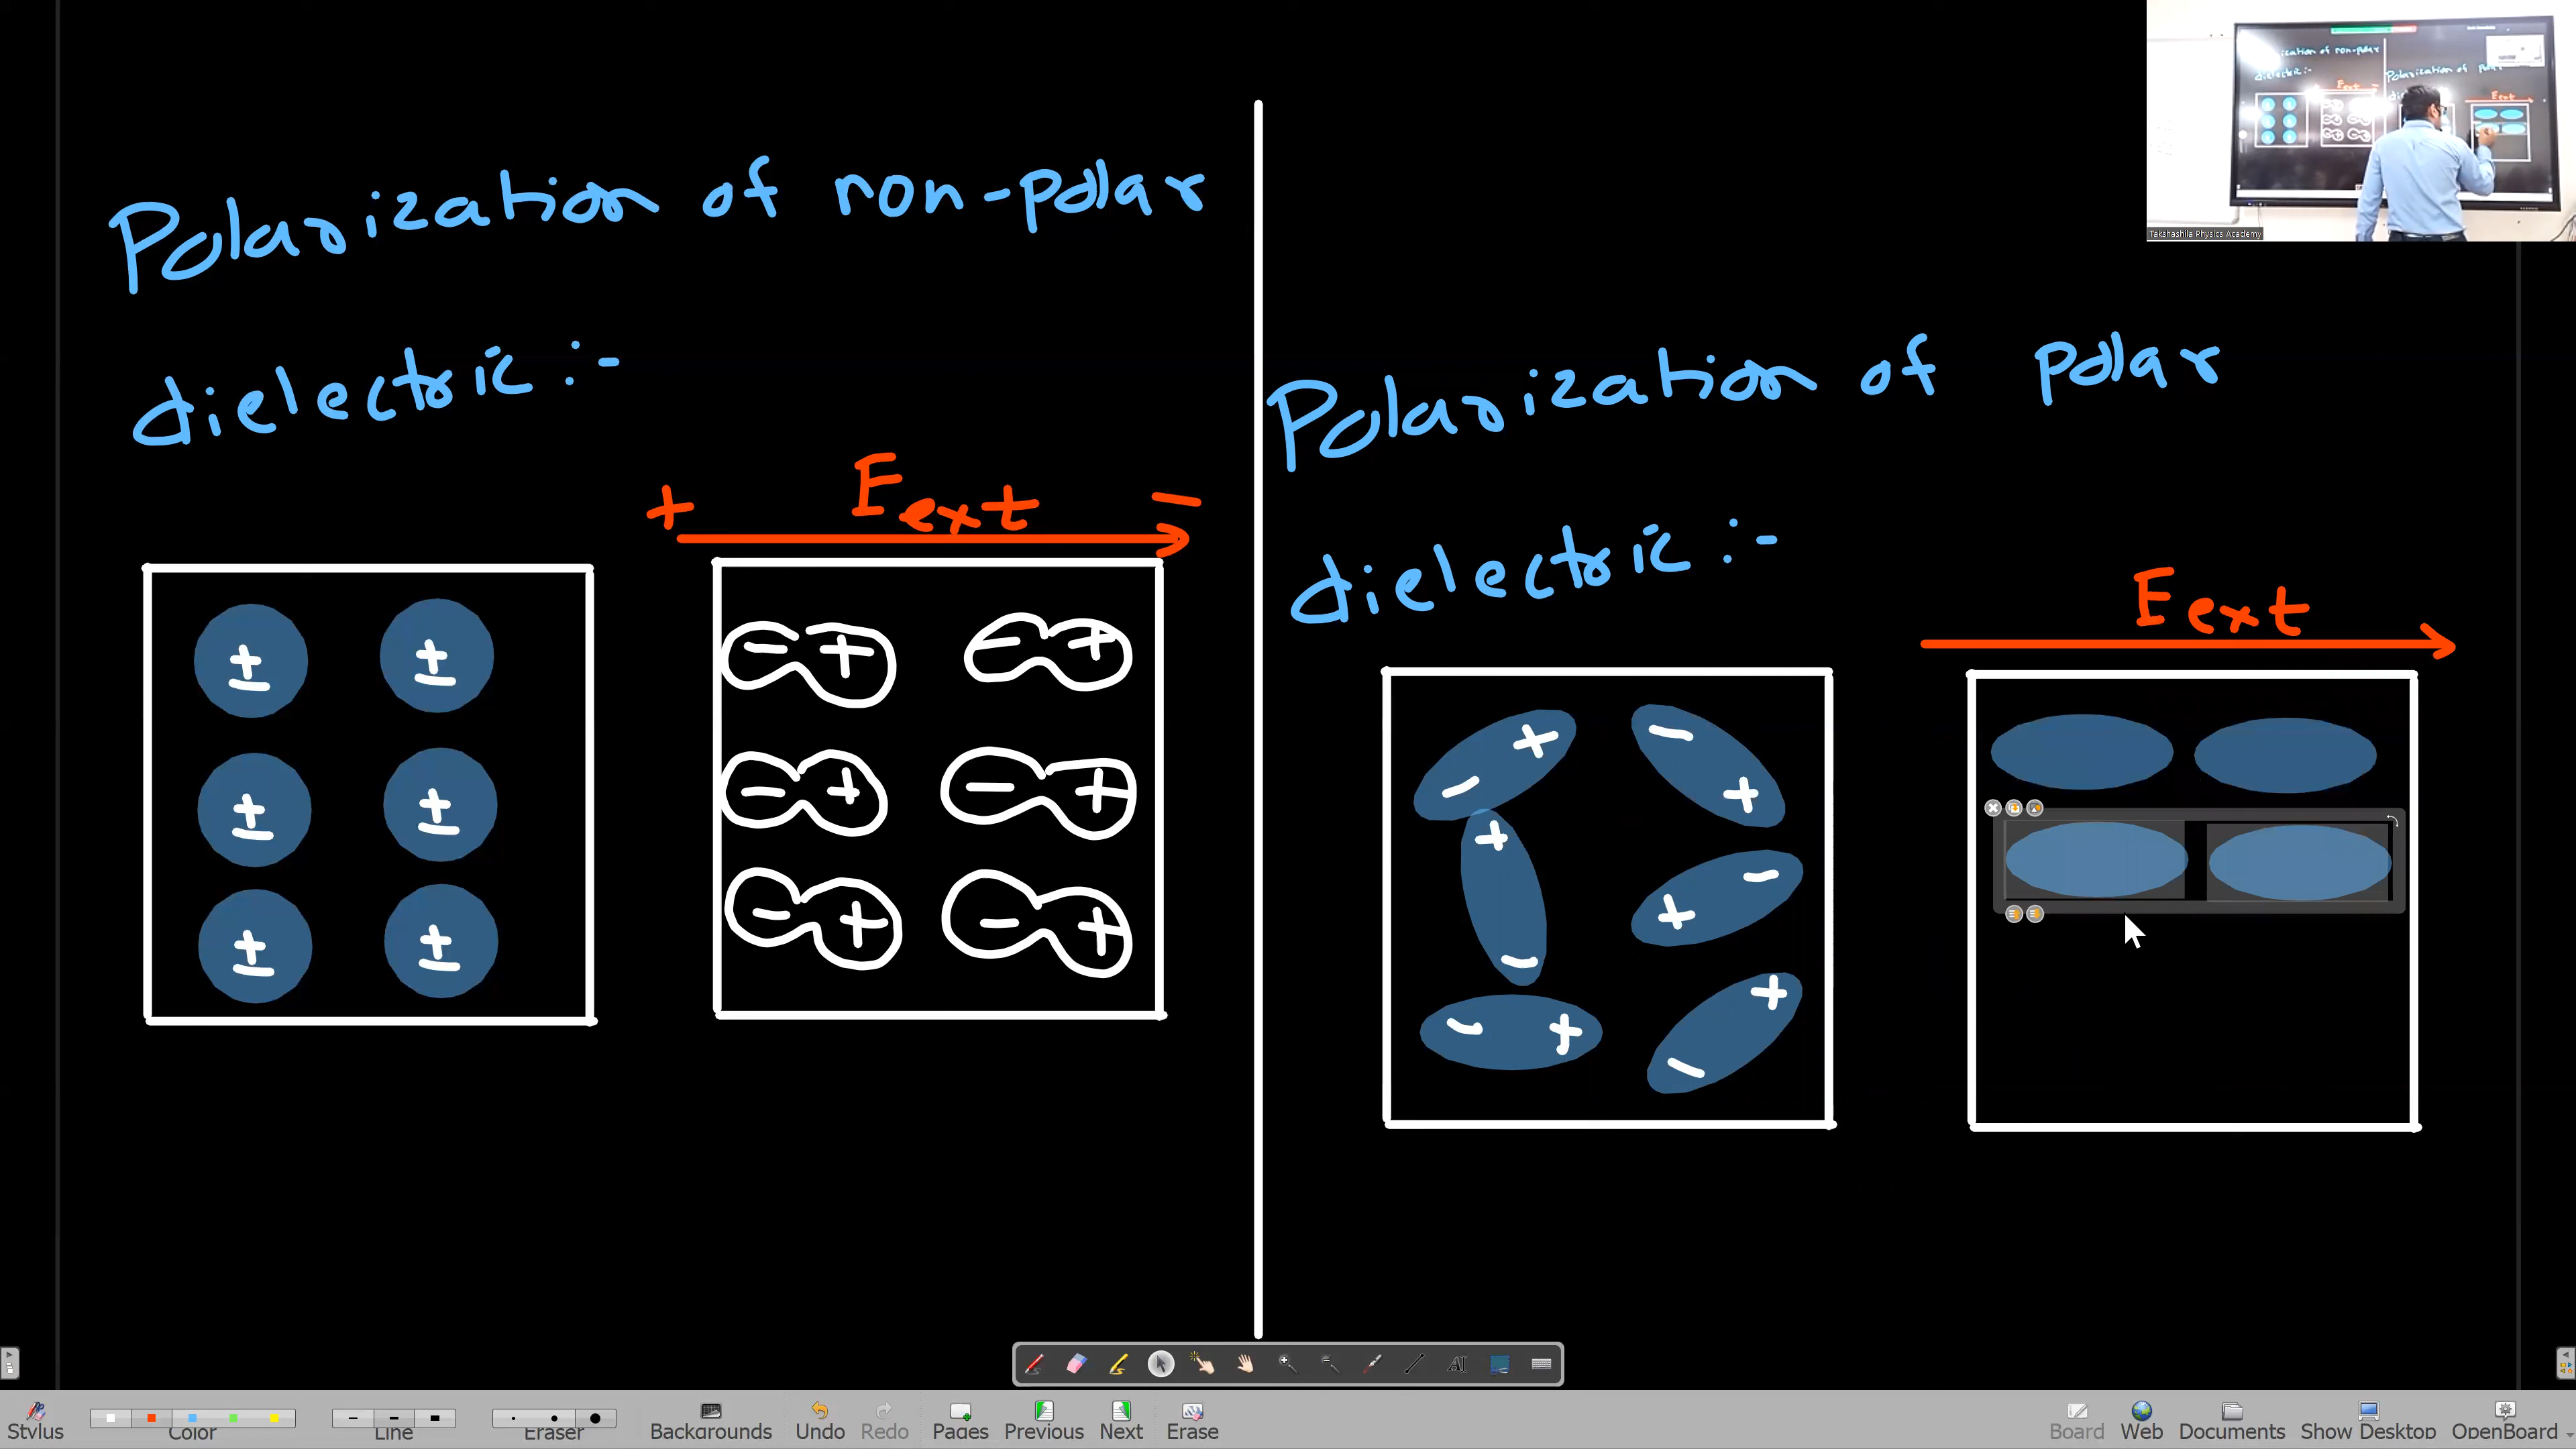 Polarization of non-polar
dielectric :-
+ Eext -
± ±
± ±
± ±
- + - +
- + - +
- + - +
Polarization of polar
dielectric :-
Eext
+ -
- +
+ -
+
- +
- + -
Takshashila Physics Academy
Stylus Color Line Eraser Backgrounds Undo Redo Pages Previous Next Erase Board Web Documents Show Desktop OpenBoard